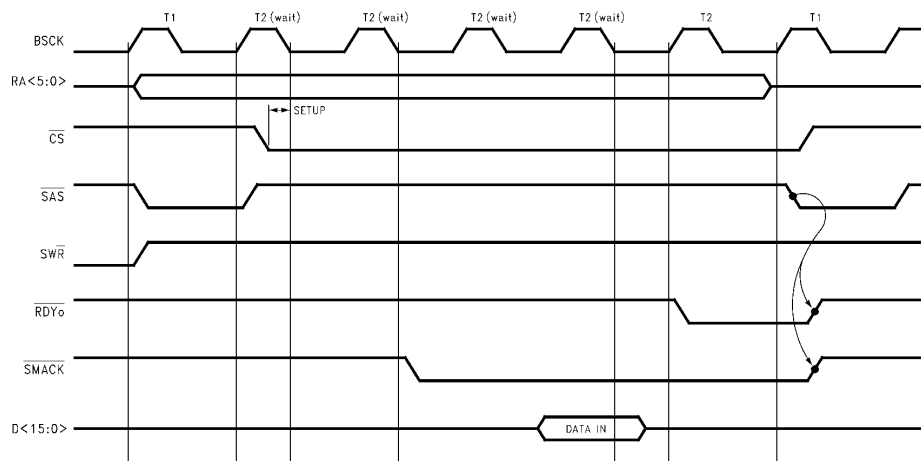 T1 T2 (wait) T2 (wait) T2 (wait) T2 (wait) T2 T1
BSCK
RA<5:0>
SETUP
CS
SAS
SWR
RDYo
SMACK
D<15:0> DATA IN